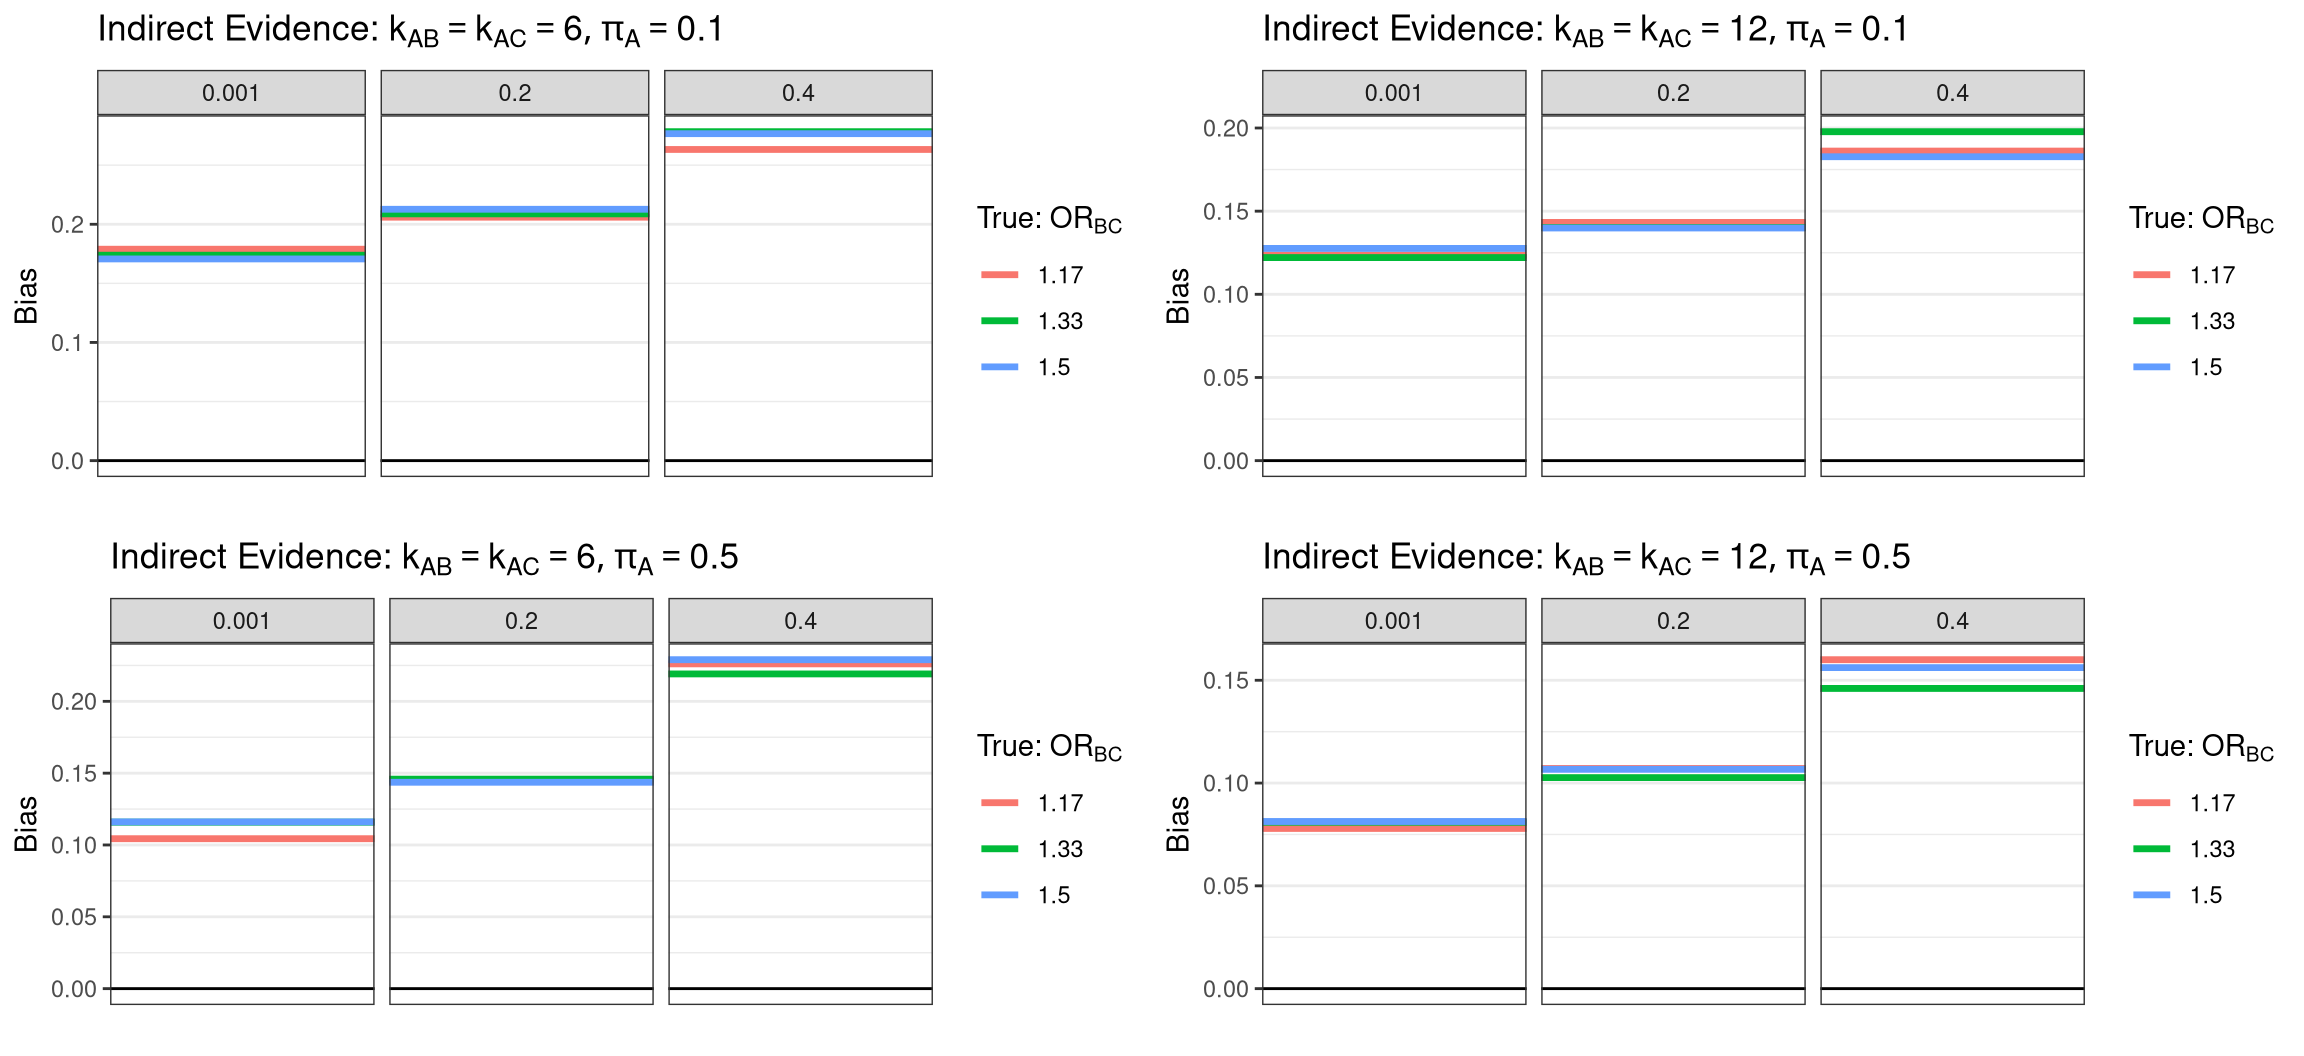 Indirect Evidence: kAB = kAC = 6, πA = 0.1
0.001 0.2 0.4
Bias
0.2
0.1
0.0
True: ORBC
1.17
1.33
1.5
Indirect Evidence: kAB = kAC = 12, πA = 0.1
0.001 0.2 0.4
Bias
0.20
0.15
0.10
0.05
0.00
True: ORBC
1.17
1.33
1.5
Indirect Evidence: kAB = kAC = 6, πA = 0.5
0.001 0.2 0.4
Bias
0.20
0.15
0.10
0.05
0.00
True: ORBC
1.17
1.33
1.5
Indirect Evidence: kAB = kAC = 12, πA = 0.5
0.001 0.2 0.4
Bias
0.15
0.10
0.05
0.00
True: ORBC
1.17
1.33
1.5